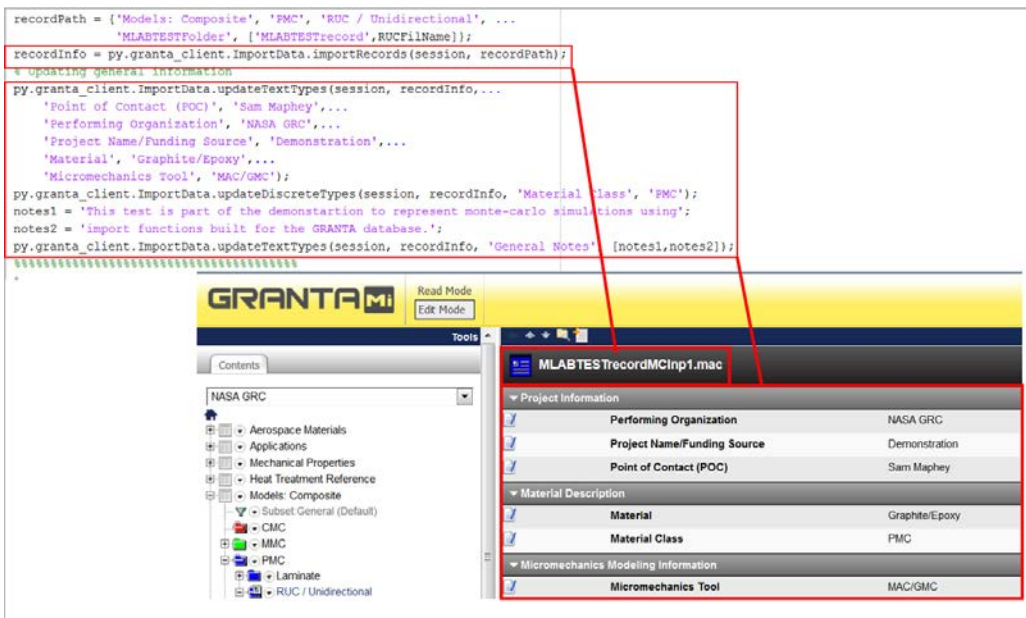 recordPath = {'Models: Composite', 'PMC', 'RUC / Unidirectional', ...
'MLABTESTFolder', ['MLABTESTrecord',RUCFilName]};
recordInfo = py.granta_client.ImportData.importRecords(session, recordPath);
% Updating general information
py.granta_client.ImportData.updateTextTypes(session, recordInfo,...
'Point of Contact (POC)', 'Sam Maphey',...
'Performing Organization', 'NASA GRC',...
'Project Name/Funding Source', 'Demonstration',...
'Material', 'Graphite/Epoxy',...
'Micromechanics Tool', 'MAC/GMC');
py.granta_client.ImportData.updateDiscreteTypes(session, recordInfo, 'Material Class', 'PMC');
notes1 = 'This test is part of the demonstartion to represent monte-carlo simulations using';
notes2 = 'import functions built for the GRANTA database.';
py.granta_client.ImportData.updateTextTypes(session, recordInfo, 'General Notes', [notes1,notes2]);
%%%%%%%%%%%%%%%%%%%%%%%%%%%%%%%%%%%%%%%
GRANTA Mi
Read Mode
Edit Mode
Tools
Contents
NASA GRC
Aerospace Materials
Applications
Mechanical Properties
Heat Treatment Reference
Models: Composite
Subset:General (Default)
CMC
MMC
PMC
Laminate
RUC / Unidirectional
MLABTESTrecordMCInp1.mac
Project Information
Performing Organization NASA GRC
Project Name/Funding Source Demonstration
Point of Contact (POC) Sam Maphey
Material Description
Material Graphite/Epoxy
Material Class PMC
Micromechanics Modeling Information
Micromechanics Tool MAC/GMC